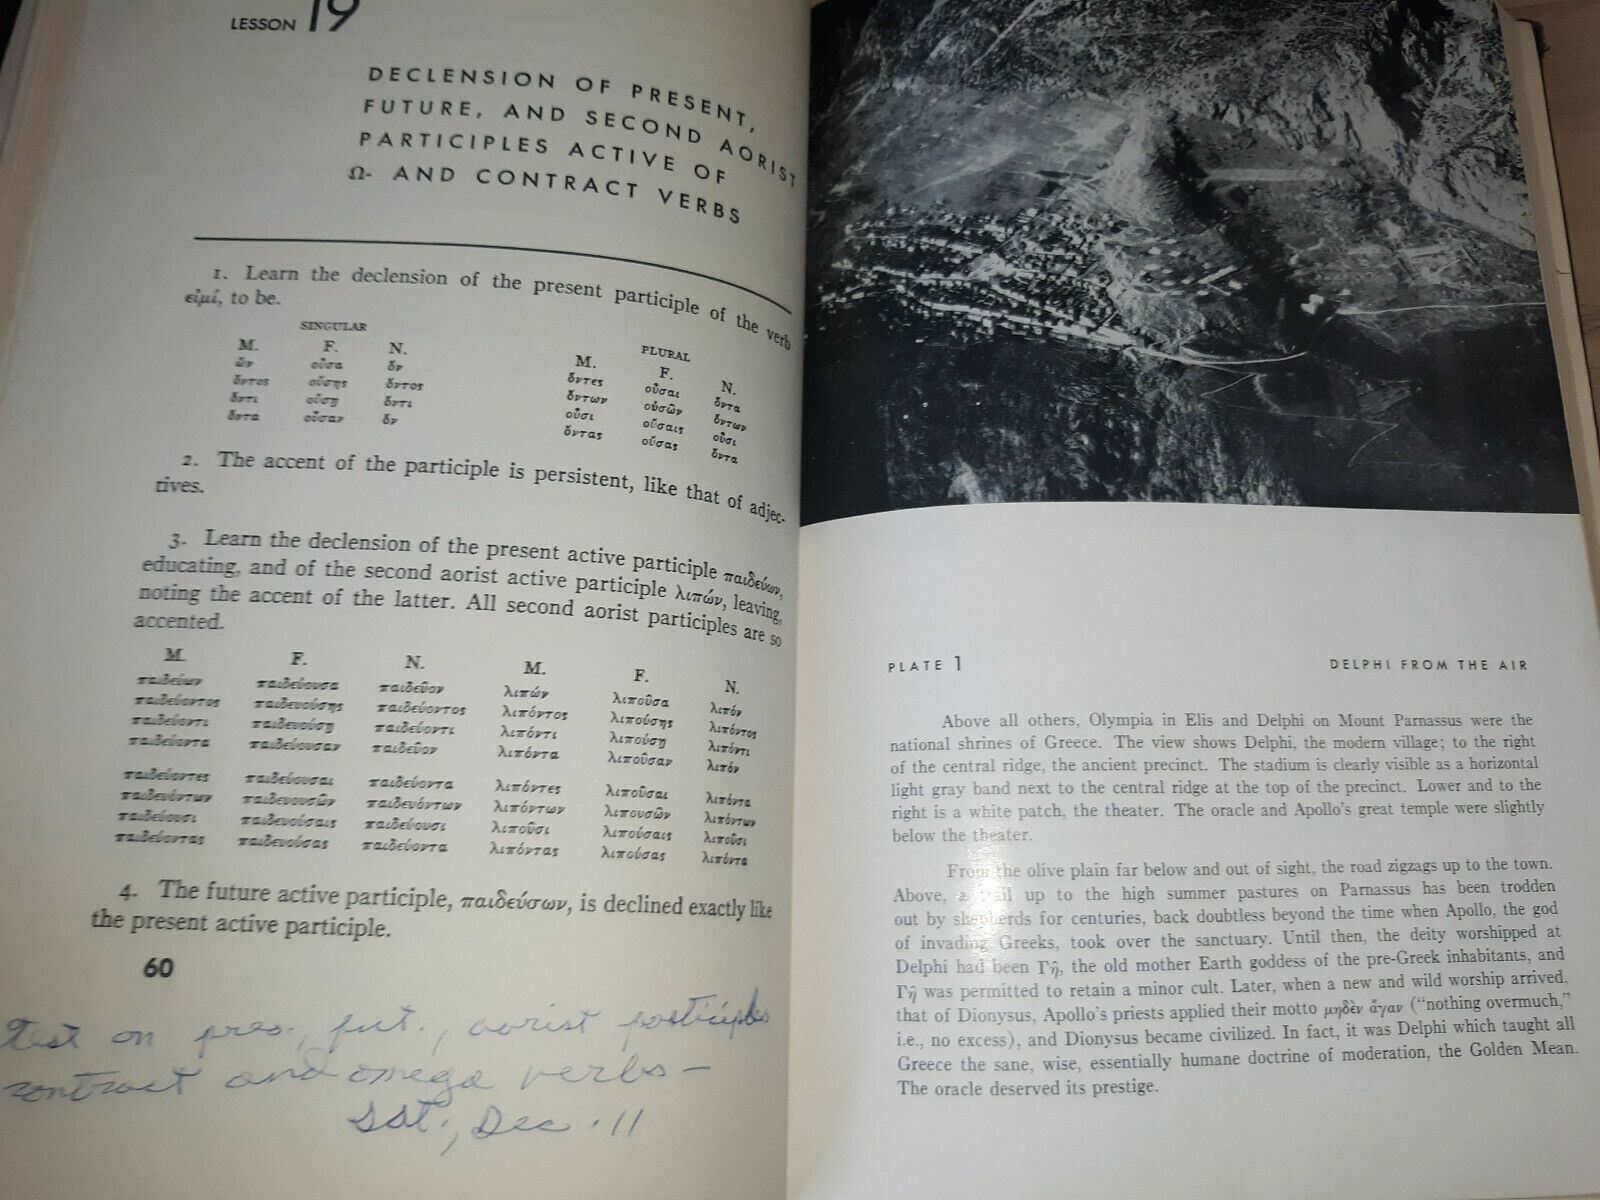 LESSON 19
DECLENSION OF PRESENT,
FUTURE, AND SECOND AORIST
PARTICIPLES ACTIVE OF
Ω- AND CONTRACT VERBS
1. Learn the declension of the present participle of the verb
εἰμί, to be.
SINGULAR PLURAL
M. F. N. M. F. N.
ὤν οὖσα ὄν ὄντες οὖσαι ὄντα
ὄντος οὔσης ὄντος ὄντων οὐσῶν ὄντων
ὄντι οὔσῃ ὄντι οὖσι οὔσαις οὖσι
ὄντα οὖσαν ὄν ὄντας οὔσας ὄντα
2. The accent of the participle is persistent, like that of adjec-
tives.
3. Learn the declension of the present active participle παιδεύων,
educating, and of the second aorist active participle λιπών, leaving,
noting the accent of the latter. All second aorist participles are so
accented.
M. F. N. M. F. N.
παιδεύων παιδεύουσα παιδεῦον λιπών λιποῦσα λιπόν
παιδεύοντος παιδευούσης παιδεύοντος λιπόντος λιπούσης λιπόντος
παιδεύοντι παιδευούσῃ παιδεύοντι λιπόντι λιπούσῃ λιπόντι
παιδεύοντα παιδεύουσαν παιδεῦον λιπόντα λιποῦσαν λιπόν
παιδεύοντες παιδεύουσαι παιδεύοντα λιπόντες λιποῦσαι λιπόντα
παιδευόντων παιδευουσῶν παιδευόντων λιπόντων λιπουσῶν λιπόντων
παιδεύουσι παιδευούσαις παιδεύουσι λιποῦσι λιπούσαις λιποῦσι
παιδεύοντας παιδευούσας παιδεύοντα λιπόντας λιπούσας λιπόντα
4. The future active participle, παιδεύσων, is declined exactly like
the present active participle.
60
test on pres., fut., aorist participles
contract and omega verbs —
Sat., Dec. 11
PLATE 1 DELPHI FROM THE AIR
Above all others, Olympia in Elis and Delphi on Mount Parnassus were the
national shrines of Greece. The view shows Delphi, the modern village; to the right
of the central ridge, the ancient precinct. The stadium is clearly visible as a horizontal
light gray band next to the central ridge at the top of the precinct. Lower and to the
right is a white patch, the theater. The oracle and Apollo's great temple were slightly
below the theater.
From the olive plain far below and out of sight, the road zigzags up to the town.
Above, a trail up to the high summer pastures on Parnassus has been trodden
out by shepherds for centuries, back doubtless beyond the time when Apollo, the god
of invading Greeks, took over the sanctuary. Until then, the deity worshipped at
Delphi had been Γῆ, the old mother Earth goddess of the pre-Greek inhabitants, and
Γῆ was permitted to retain a minor cult. Later, when a new and wild worship arrived,
that of Dionysus, Apollo's priests applied their motto μηδὲν ἄγαν ("nothing overmuch,"
i.e., no excess), and Dionysus became civilized. In fact, it was Delphi which taught all
Greece the sane, wise, essentially humane doctrine of moderation, the Golden Mean.
The oracle deserved its prestige.